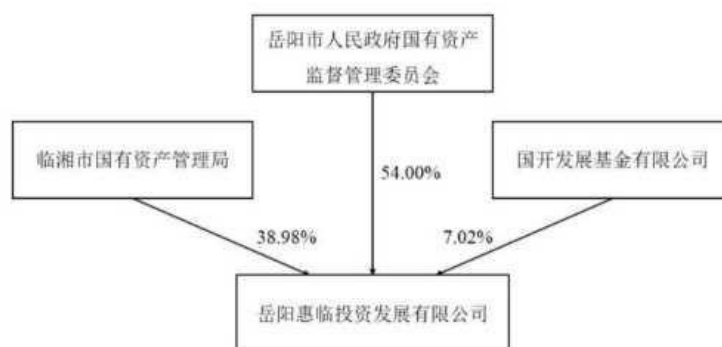 岳阳市人民政府国有资产
监督管理委员会
临湘市国有资产管理局
国开发展基金有限公司
54.00%
38.98%
7.02%
岳阳惠临投资发展有限公司